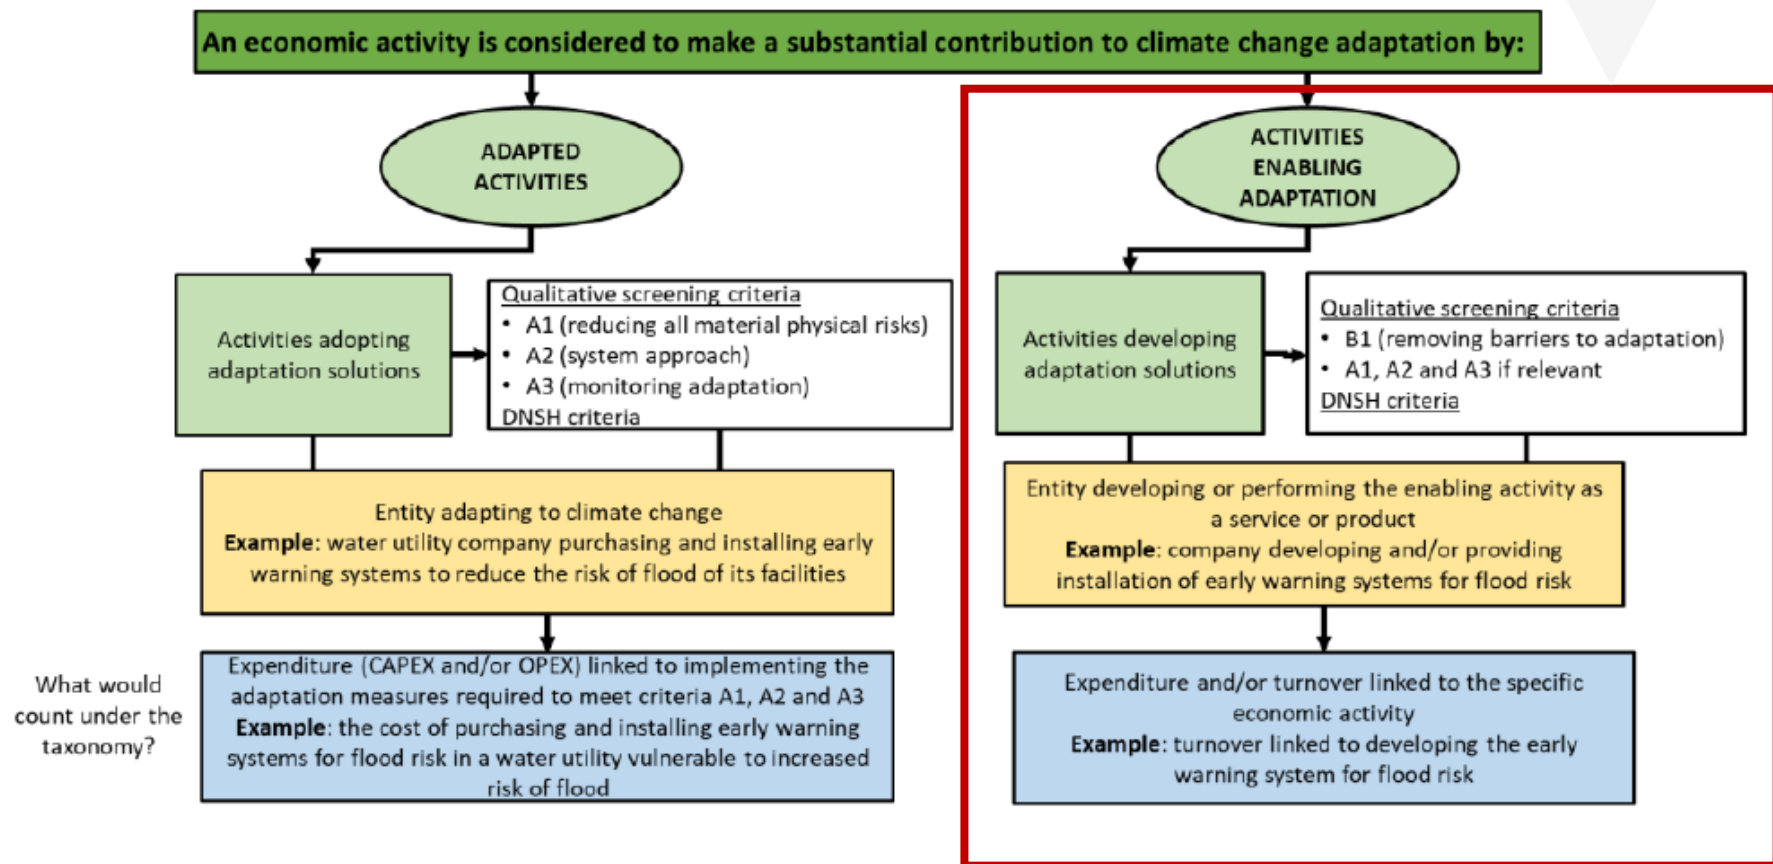 An economic activity is considered to make a substantial contribution to climate change adaptation by:
ADAPTED
ACTIVITIES
Activities adopting
adaptation solutions
Qualitative screening criteria
• A1 (reducing all material physical risks)
• A2 (system approach)
• A3 (monitoring adaptation)
DNSH criteria
Entity adapting to climate change
Example: water utility company purchasing and installing early
warning systems to reduce the risk of flood of its facilities
What would
count under the
taxonomy?
Expenditure (CAPEX and/or OPEX) linked to implementing the
adaptation measures required to meet criteria A1, A2 and A3
Example: the cost of purchasing and installing early warning
systems for flood risk in a water utility vulnerable to increased
risk of flood
ACTIVITIES
ENABLING
ADAPTATION
Activities developing
adaptation solutions
Qualitative screening criteria
• B1 (removing barriers to adaptation)
• A1, A2 and A3 if relevant
DNSH criteria
Entity developing or performing the enabling activity as
a service or product
Example: company developing and/or providing
installation of early warning systems for flood risk
Expenditure and/or turnover linked to the specific
economic activity
Example: turnover linked to developing the early
warning system for flood risk